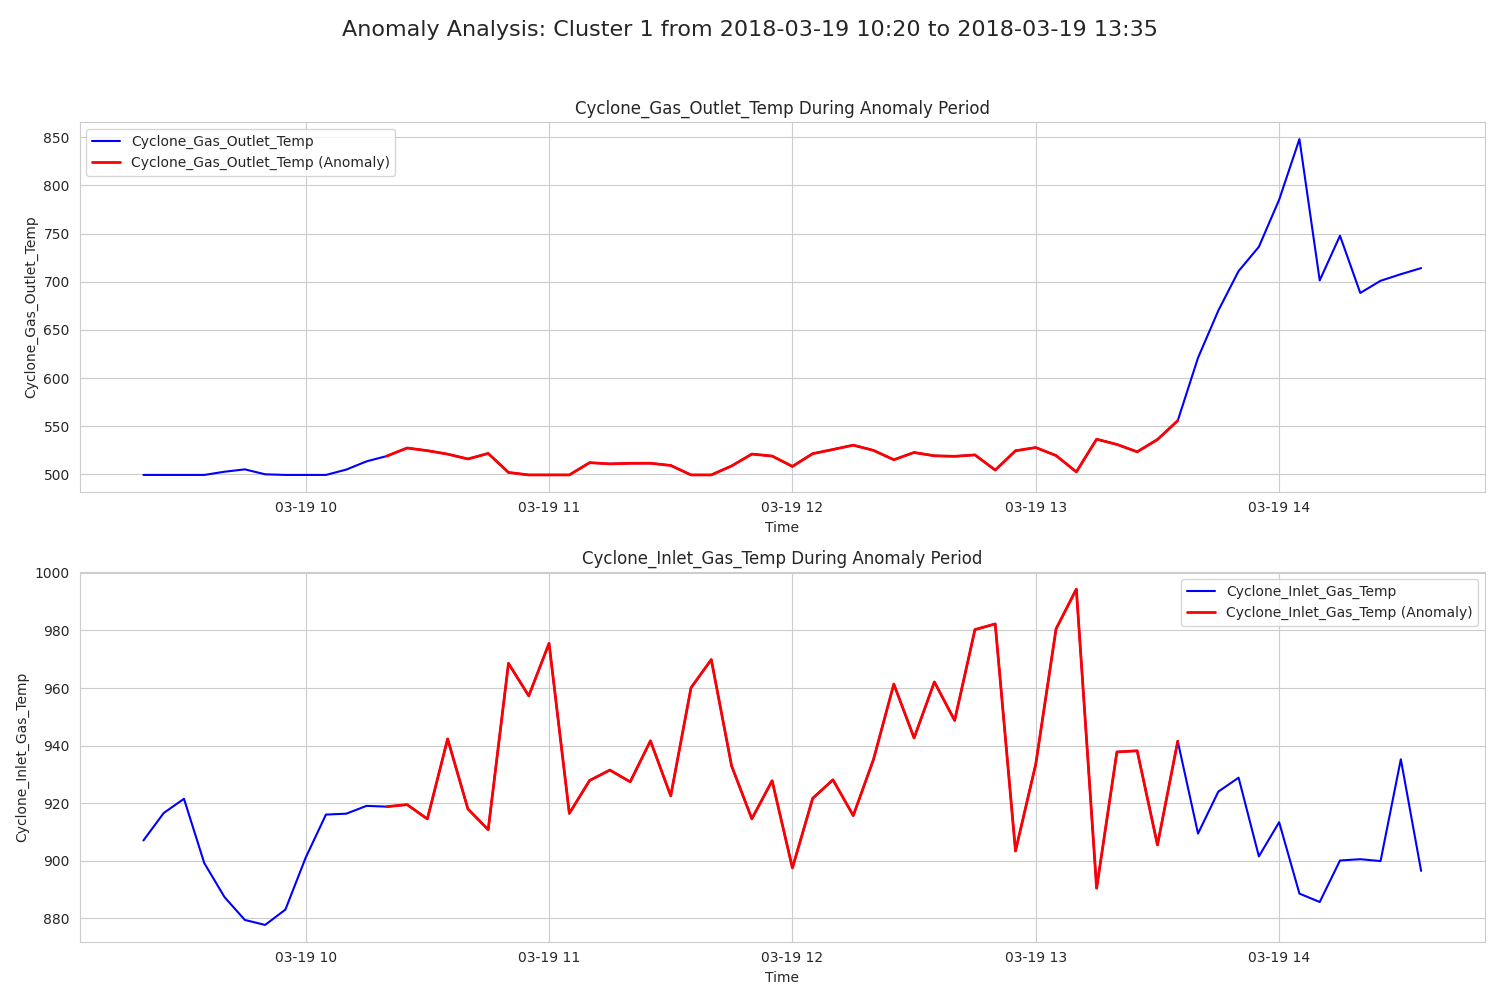 Anomaly Analysis: Cluster 1 from 2018-03-19 10:20 to 2018-03-19 13:35
Cyclone_Gas_Outlet_Temp During Anomaly Period
Cyclone_Gas_Outlet_Temp
Cyclone_Gas_Outlet_Temp (Anomaly)
Cyclone_Gas_Outlet_Temp
850
800
750
700
650
600
550
500
03-19 10
03-19 11
03-19 12
03-19 13
03-19 14
Time
Cyclone_Inlet_Gas_Temp During Anomaly Period
Cyclone_Inlet_Gas_Temp
Cyclone_Inlet_Gas_Temp (Anomaly)
Cyclone_Inlet_Gas_Temp
1000
980
960
940
920
900
880
03-19 10
03-19 11
03-19 12
03-19 13
03-19 14
Time